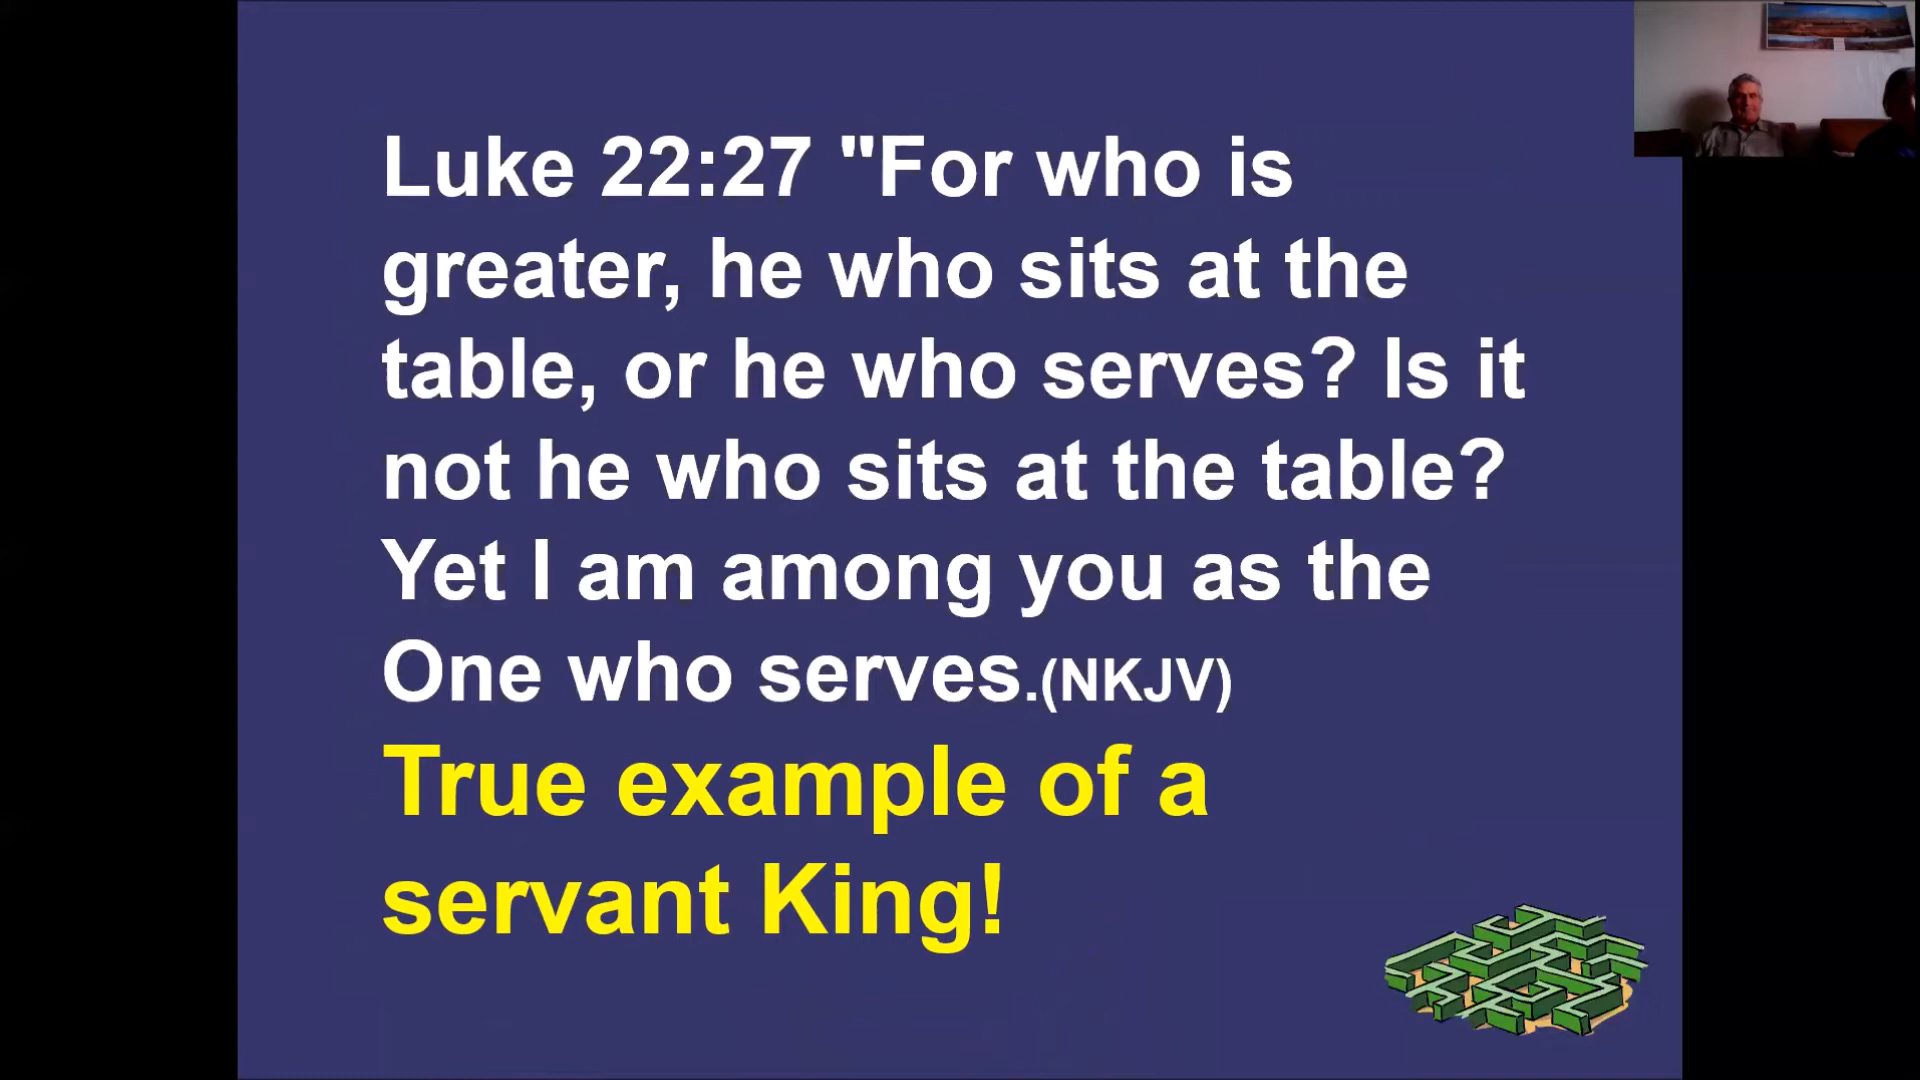 Luke 22:27 "For who is
greater, he who sits at the
table, or he who serves? Is it
not he who sits at the table?
Yet I am among you as the
One who serves.(NKJV)
True example of a
servant King!